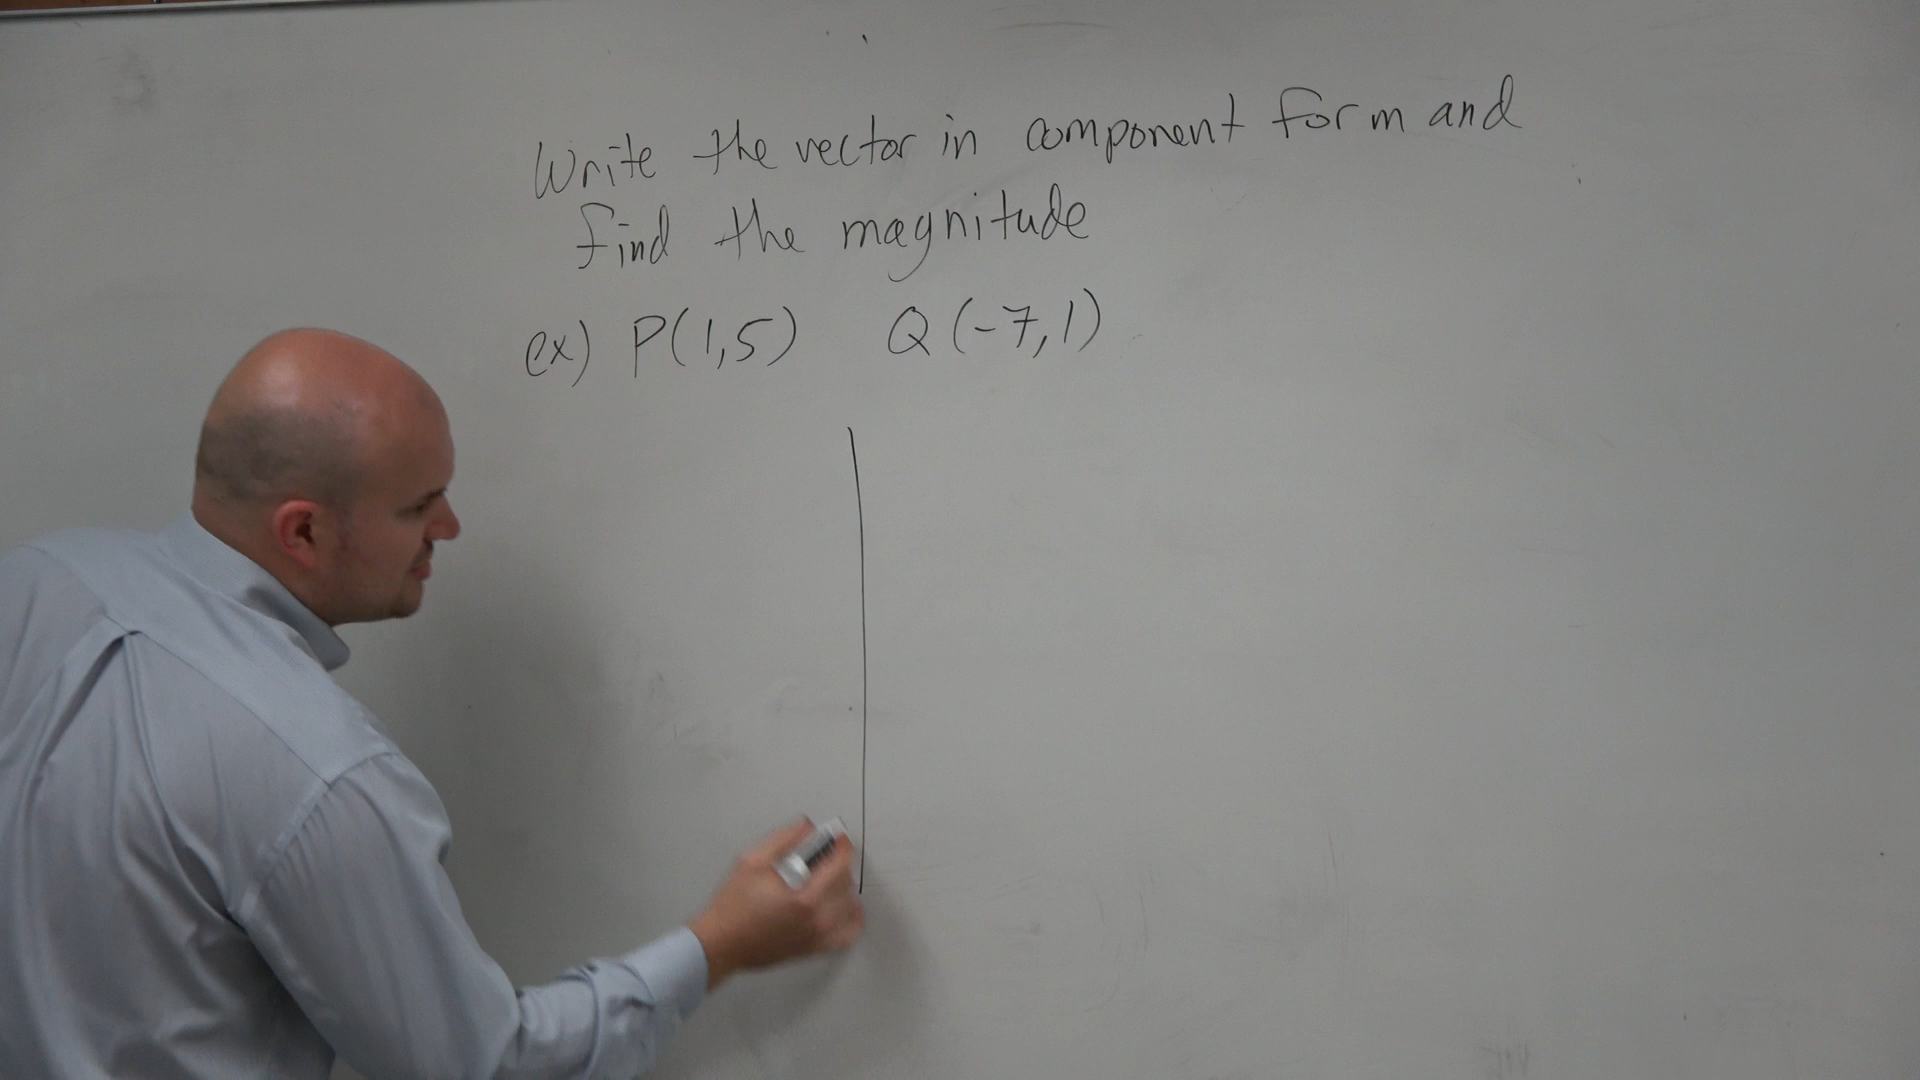 Write the vector in component form and
find the magnitude
ex) P(1,5) Q(-7,1)